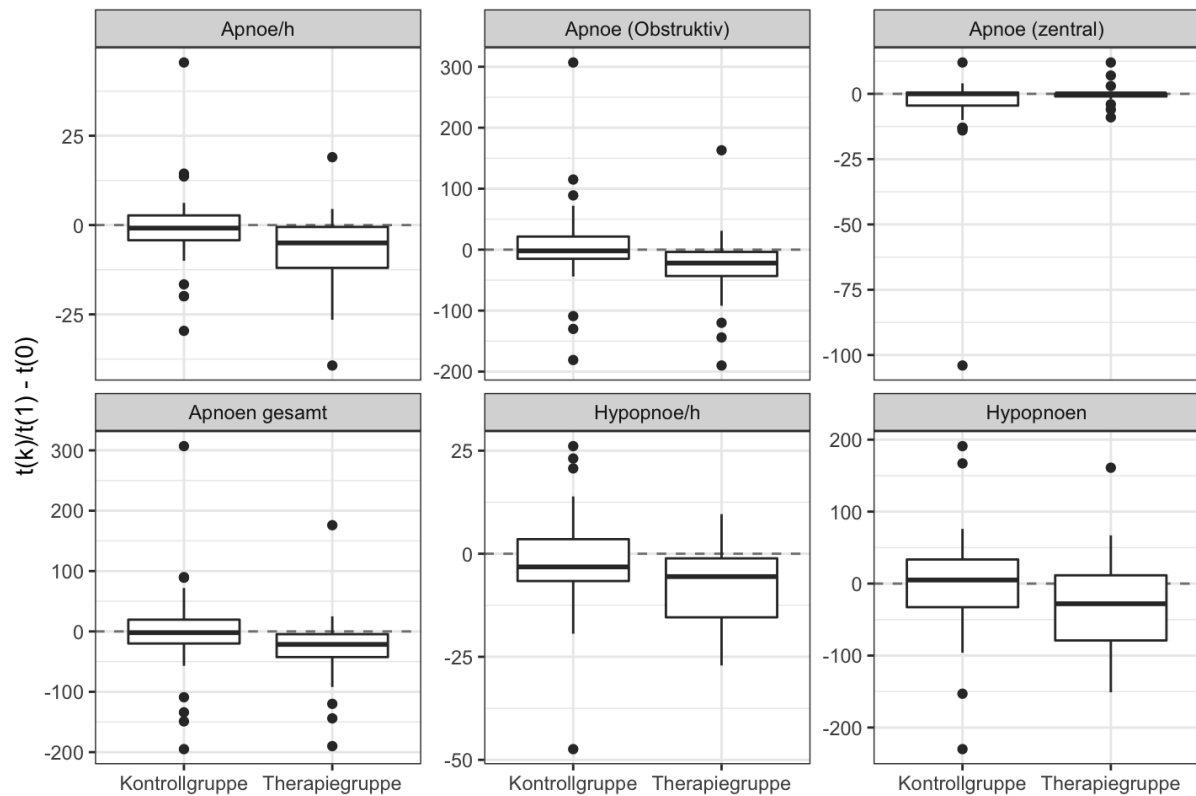 Apnoe/h
Apnoe (Obstruktiv)
Apnoe (zentral)
25
0
-25
300
200
100
0
-100
-200
0
-25
-50
-75
-100
t(k)/t(1) - t(0)
Apnoen gesamt
Hypopnoe/h
Hypopnoen
300
200
100
0
-100
-200
25
0
-25
-50
200
100
0
-100
-200
Kontrollgruppe Therapiegruppe
Kontrollgruppe Therapiegruppe
Kontrollgruppe Therapiegruppe